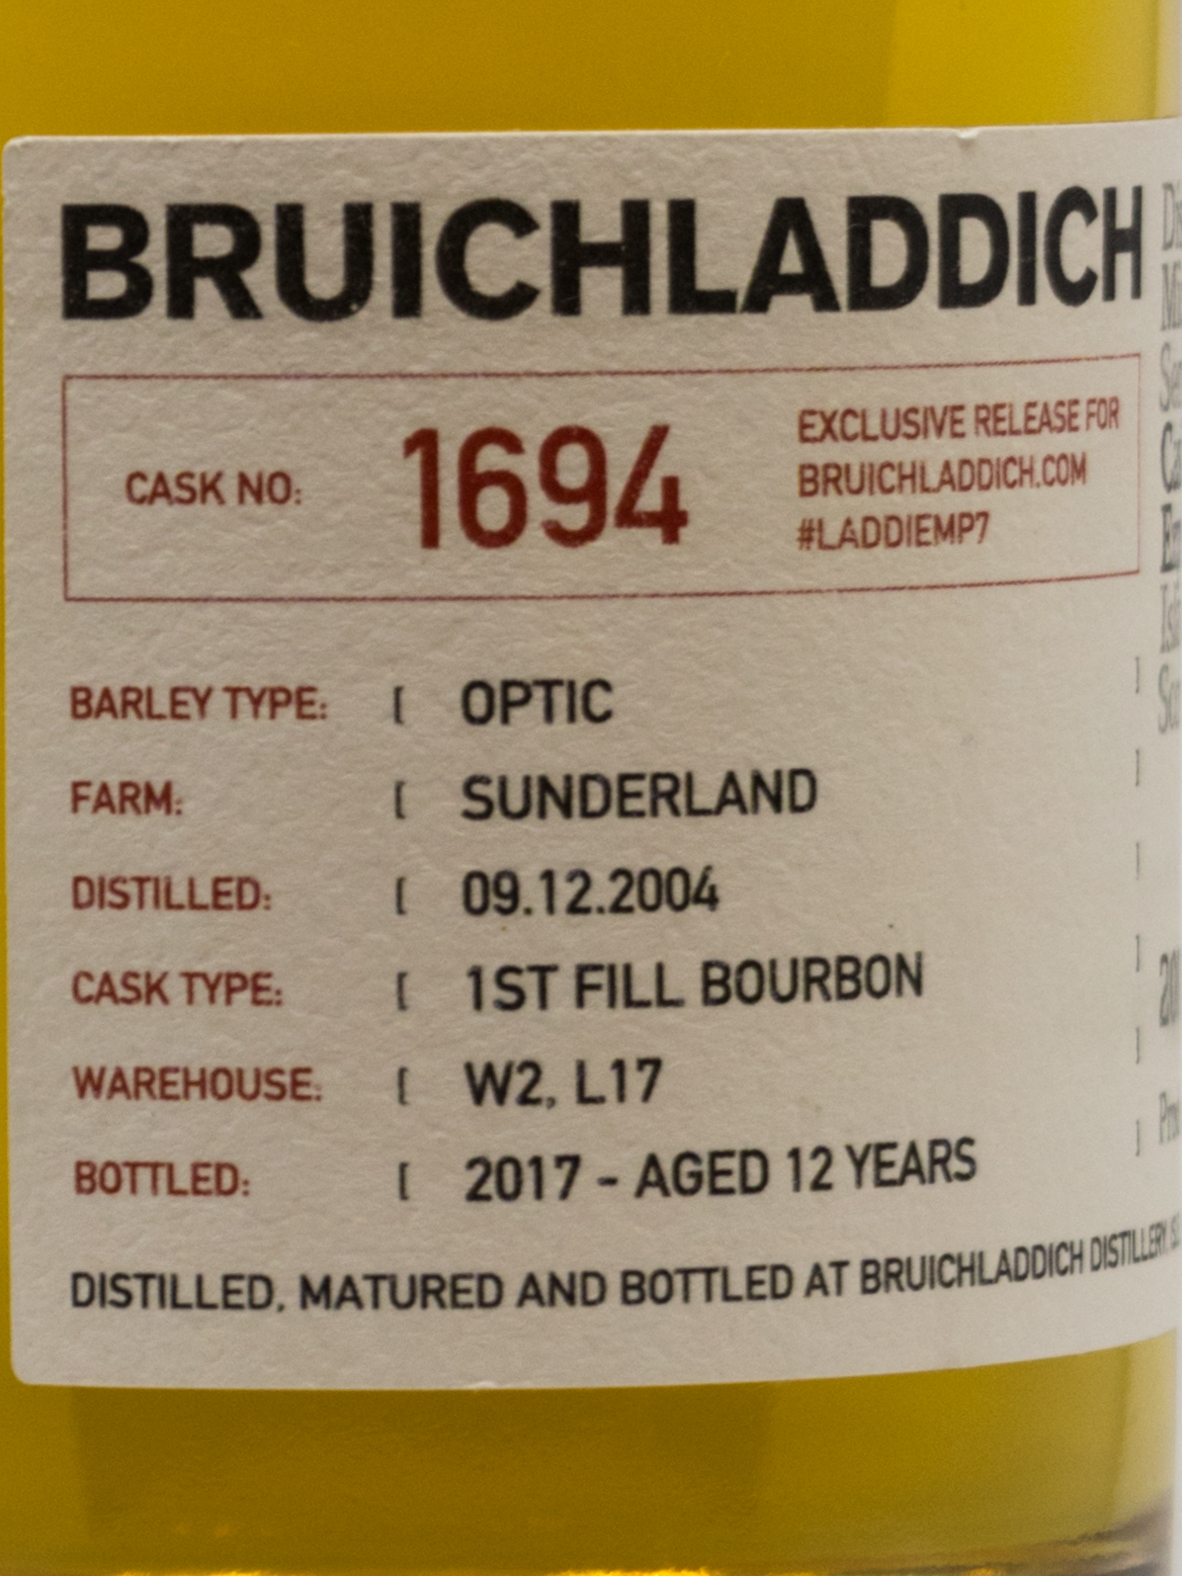 BRUICHLADDICH
CASK NO: 1694
EXCLUSIVE RELEASE FOR
BRUICHLADDICH.COM
#LADDIEMP7
BARLEY TYPE: [ OPTIC ]
FARM: [ SUNDERLAND ]
DISTILLED: [ 09.12.2004 ]
CASK TYPE: [ 1ST FILL BOURBON ]
WAREHOUSE: [ W2, L17 ]
BOTTLED: [ 2017 - AGED 12 YEARS ]
DISTILLED, MATURED AND BOTTLED AT BRUICHLADDICH DISTILLERY,